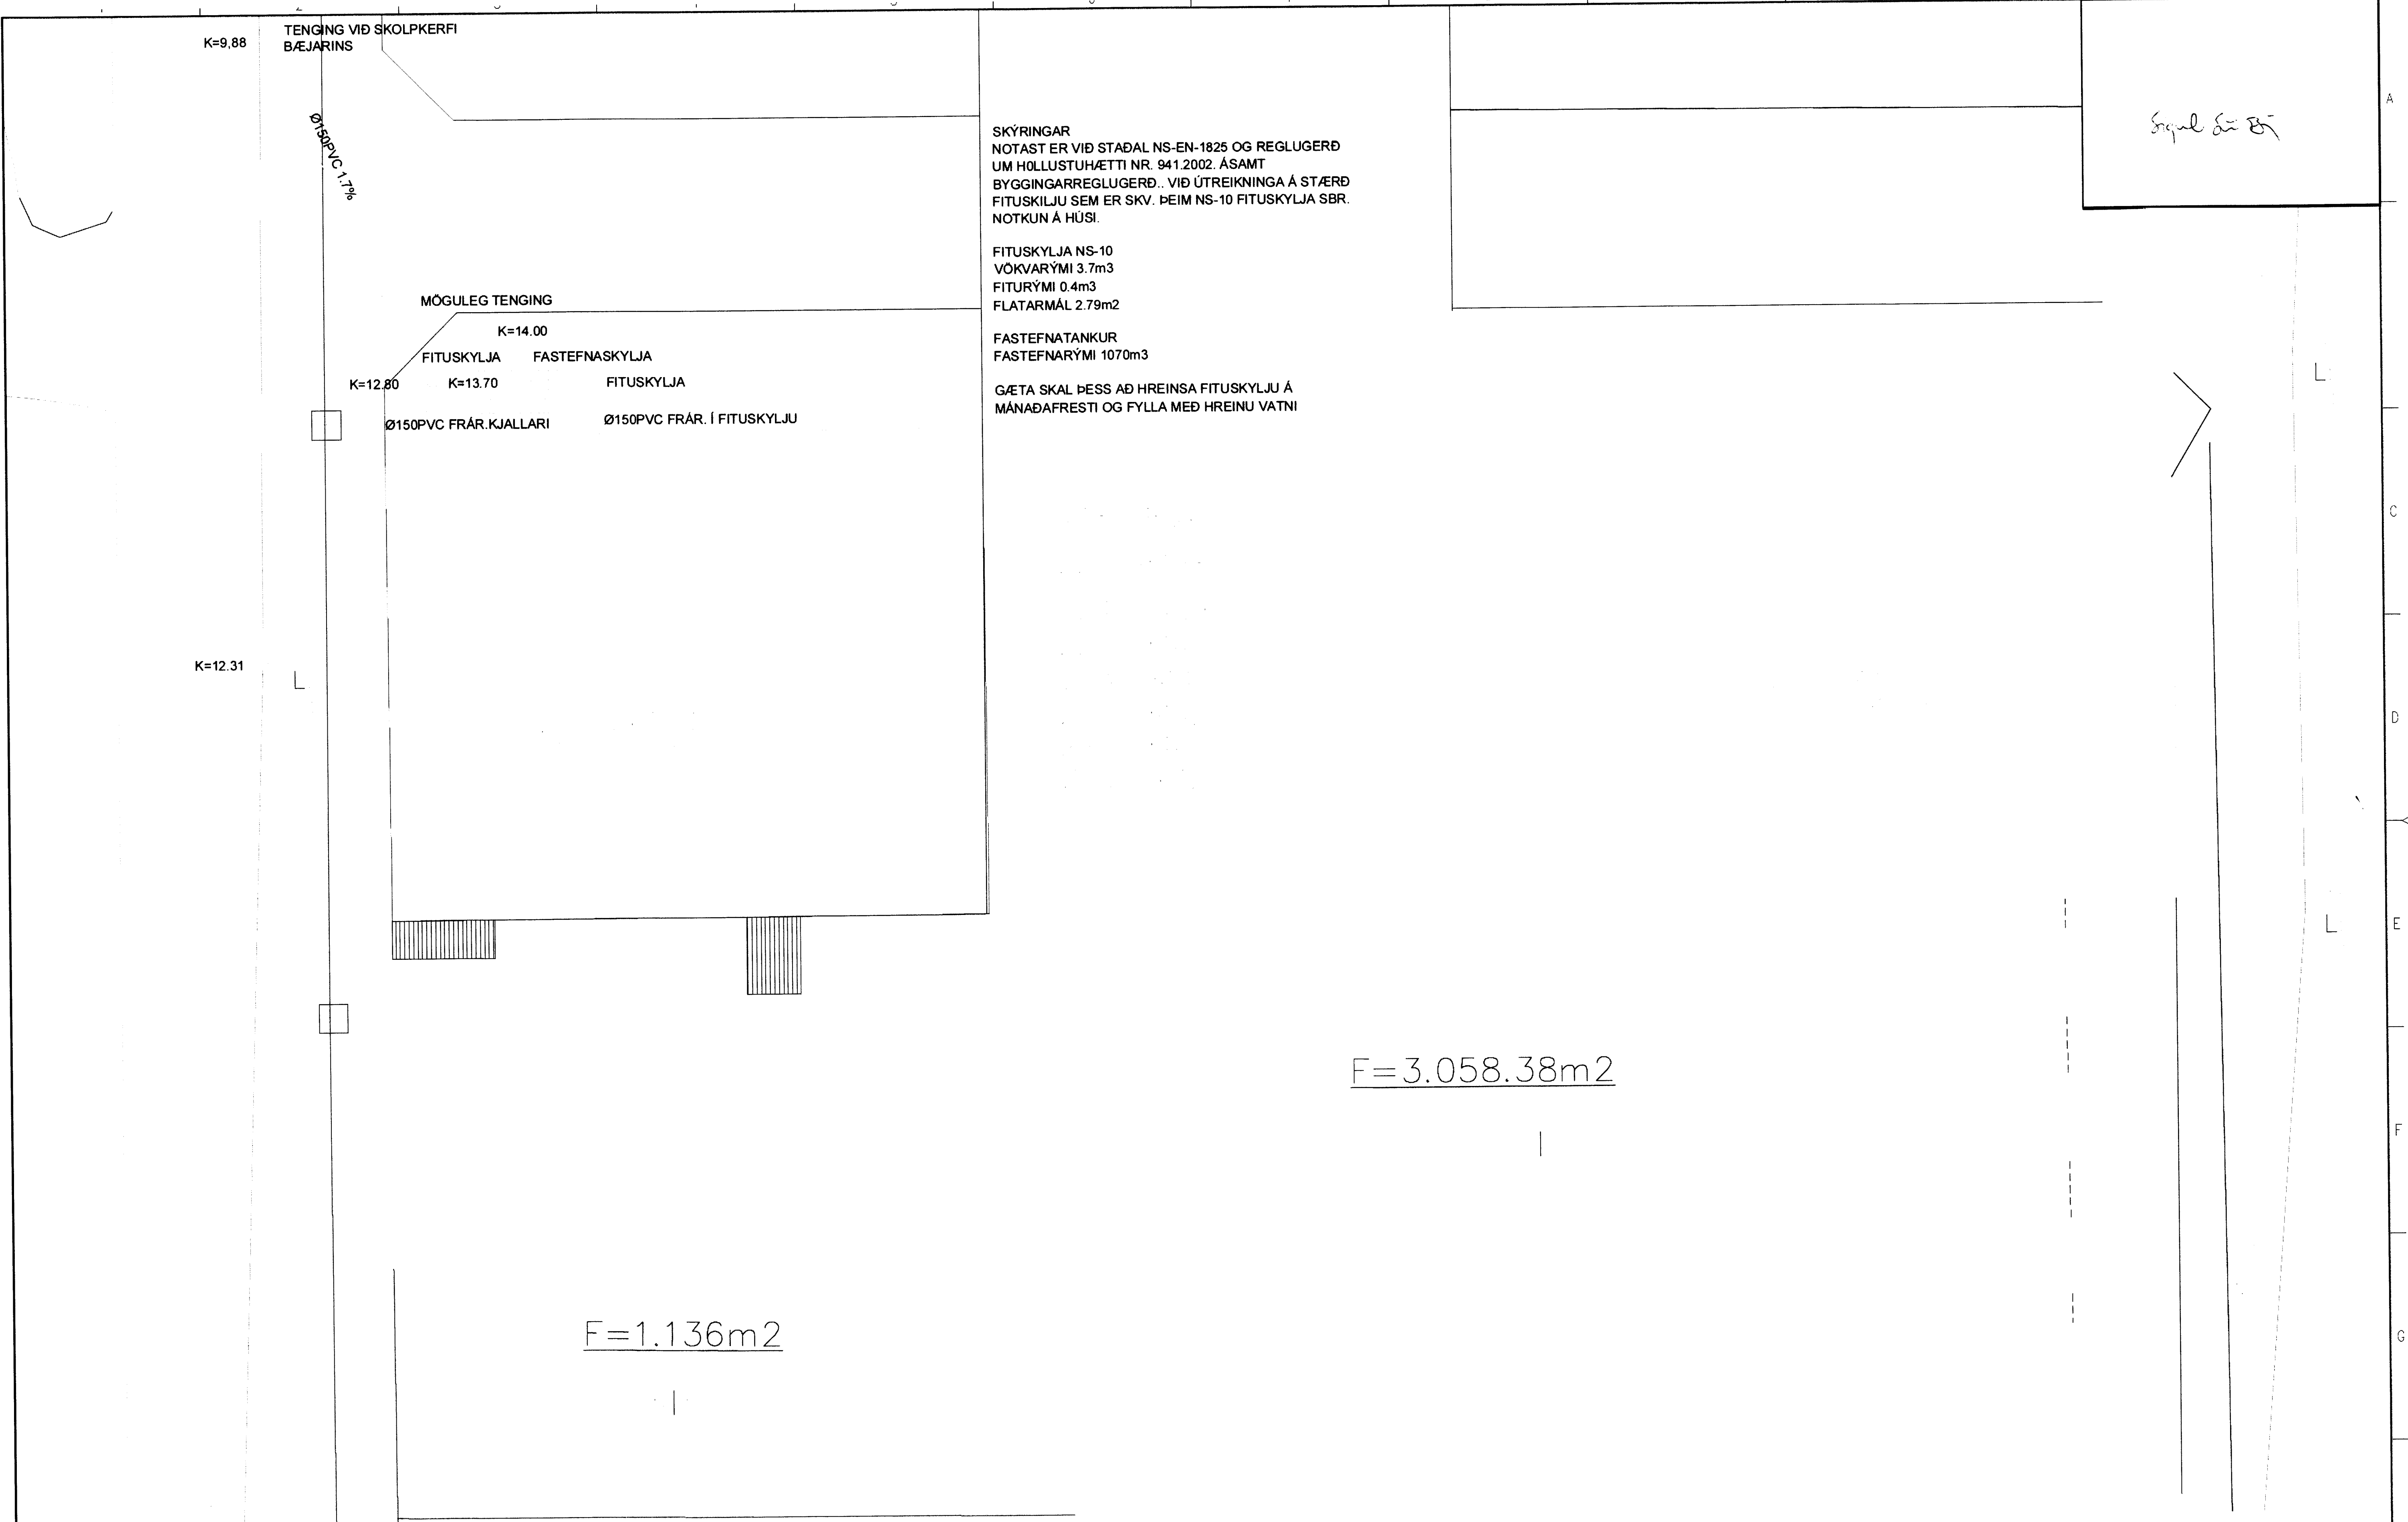 TENGING VIÐ SKOLPKERFI
BÆJARINS
K=9,88
Ø150PVC 1.7%
SKÝRINGAR
NOTAST ER VIÐ STAÐAL NS-EN-1825 OG REGLUGERÐ
UM H0LLUSTUHÆTTI NR. 941.2002. ÁSAMT
BYGGINGARREGLUGERÐ.. VIÐ ÚTREIKNINGA Á STÆRÐ
FITUSKILJU SEM ER SKV. ÞEIM NS-10 FITUSKYLJA SBR.
NOTKUN Á HÚSI.
FITUSKYLJA NS-10
VÖKVARÝMI 3.7m3
FITURÝMI 0.4m3
FLATARMÁL 2.79m2
FASTEFNATANKUR
FASTEFNARÝMI 1070m3
GÆTA SKAL ÞESS AÐ HREINSA FITUSKYLJU Á
MÁNAÐAFRESTI OG FYLLA MEÐ HREINU VATNI
MÖGULEG TENGING
K=14.00
FITUSKYLJA FASTEFNASKYLJA
K=12.80 K=13.70 FITUSKYLJA
Ø150PVC FRÁR.KJALLARI Ø150PVC FRÁR. Í FITUSKYLJU
K=12.31
L
L
L
F=3.058.38m2
F=1.136m2
A
C
D
E
F
G